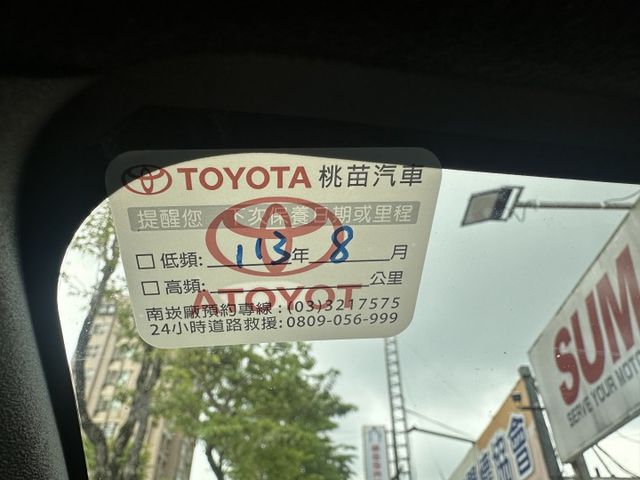 TOYOTA 桃苗汽車
提醒您 下次保養日期或里程
□ 低頻: 113年 8月
□ 高頻: 公里
TOYOTA
南崁廠預約專線:(03)3217575
24小時道路救援:0809-056-999
SUM
SERVE YOUR MOT